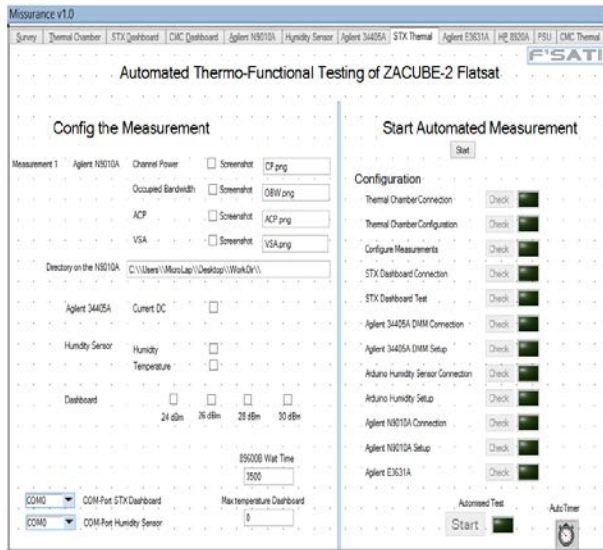 Missurance v1.0
Survey Thermal Chamber STX Dashboard CMC Dashboard Agilent N9010A Humidity Sensor Agilent 34405A STX Thermal Agilent E3631A HP 8920A PSU CMC Thermal
F'SATI
Automated Thermo-Functional Testing of ZACUBE-2 Flatsat
Config the Measurement
Measurement 1 Agilent N9010A Channel Power Screenshot CP.png
Occupied Bandwidth Screenshot OBW.png
ACP Screenshot ACP.png
VSA Screenshot VSA.png
Directory on the N9010A C:\\Users\\MicroLap\\Desktop\\WorkDir\\
Agilent 34405A Current DC
Humidity Sensor Humidity
Temperature
Dashboard
24 dBm 26 dBm 28 dBm 30 dBm
89600B Wait Time
3500
COM0 COM-Port STX Dashboard Max temperature Dashboard
COM0 COM-Port Humidity Sensor 0
Start Automated Measurement
Start
Configuration
Thermal Chamber Connection Check
Thermal Chamber Configuration Check
Configure Measurements Check
STX Dashboard Connection Check
STX Dashboard Test Check
Agilent 34405A DMM Connection Check
Agilent 34405A DMM Setup Check
Arduino Humidity Sensor Connection Check
Arduino Humidity Setup Check
Agilent N9010A Connection Check
Agilent N9010A Setup Check
Agilent E3631A Check
Automised Test Auto Timer
Start